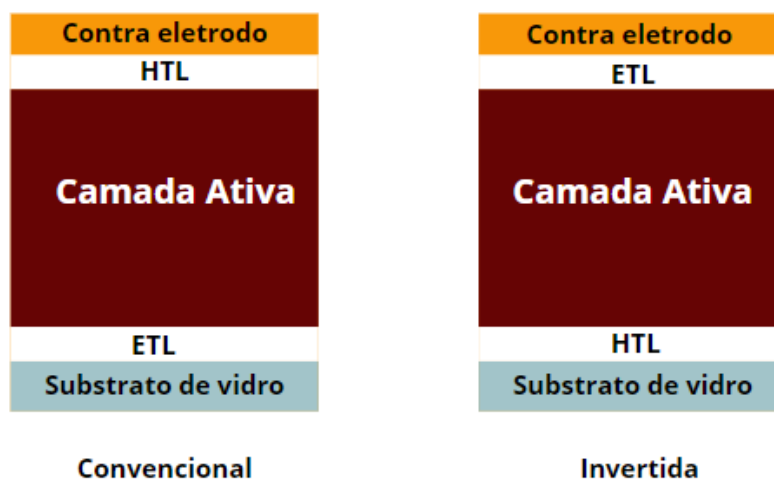 Contra eletrodo
HTL
Camada Ativa
ETL
Substrato de vidro
Convencional
Contra eletrodo
ETL
Camada Ativa
HTL
Substrato de vidro
Invertida